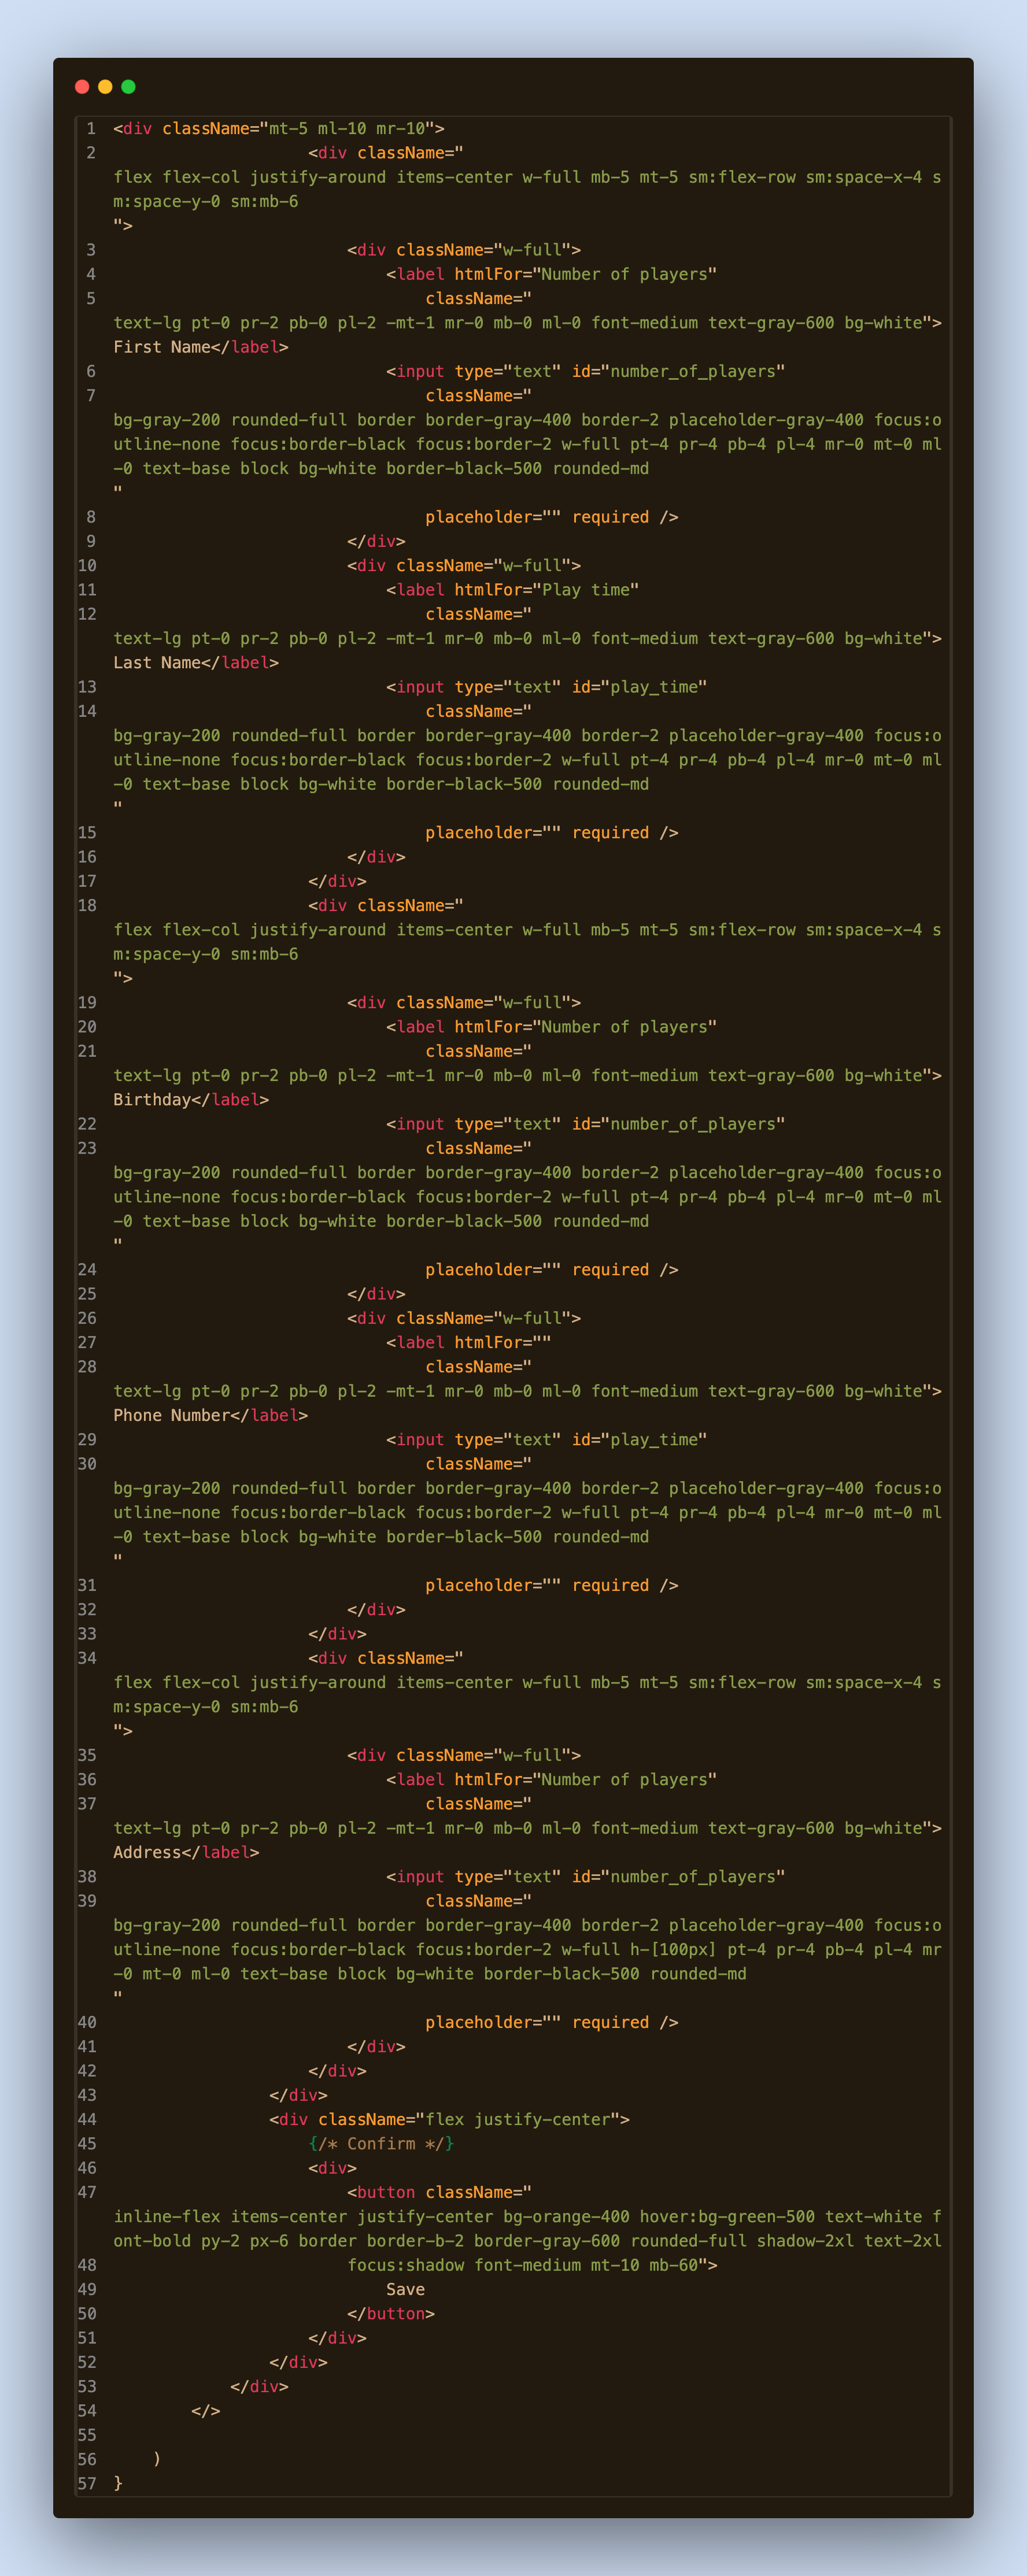 1 <div className="mt-5 ml-10 mr-10">
2 <div className="
flex flex-col justify-around items-center w-full mb-5 mt-5 sm:flex-row sm:space-x-4 s
m:space-y-0 sm:mb-6
">
3 <div className="w-full">
4 <label htmlFor="Number of players"
5 className="
text-lg pt-0 pr-2 pb-0 pl-2 -mt-1 mr-0 mb-0 ml-0 font-medium text-gray-600 bg-white">
First Name</label>
6 <input type="text" id="number_of_players"
7 className="
bg-gray-200 rounded-full border border-gray-400 border-2 placeholder-gray-400 focus:o
utline-none focus:border-black focus:border-2 w-full pt-4 pr-4 pb-4 pl-4 mr-0 mt-0 ml
-0 text-base block bg-white border-black-500 rounded-md
"
8 placeholder="" required />
9 </div>
10 <div className="w-full">
11 <label htmlFor="Play time"
12 className="
text-lg pt-0 pr-2 pb-0 pl-2 -mt-1 mr-0 mb-0 ml-0 font-medium text-gray-600 bg-white">
Last Name</label>
13 <input type="text" id="play_time"
14 className="
bg-gray-200 rounded-full border border-gray-400 border-2 placeholder-gray-400 focus:o
utline-none focus:border-black focus:border-2 w-full pt-4 pr-4 pb-4 pl-4 mr-0 mt-0 ml
-0 text-base block bg-white border-black-500 rounded-md
"
15 placeholder="" required />
16 </div>
17 </div>
18 <div className="
flex flex-col justify-around items-center w-full mb-5 mt-5 sm:flex-row sm:space-x-4 s
m:space-y-0 sm:mb-6
">
19 <div className="w-full">
20 <label htmlFor="Number of players"
21 className="
text-lg pt-0 pr-2 pb-0 pl-2 -mt-1 mr-0 mb-0 ml-0 font-medium text-gray-600 bg-white">
Birthday</label>
22 <input type="text" id="number_of_players"
23 className="
bg-gray-200 rounded-full border border-gray-400 border-2 placeholder-gray-400 focus:o
utline-none focus:border-black focus:border-2 w-full pt-4 pr-4 pb-4 pl-4 mr-0 mt-0 ml
-0 text-base block bg-white border-black-500 rounded-md
"
24 placeholder="" required />
25 </div>
26 <div className="w-full">
27 <label htmlFor=""
28 className="
text-lg pt-0 pr-2 pb-0 pl-2 -mt-1 mr-0 mb-0 ml-0 font-medium text-gray-600 bg-white">
Phone Number</label>
29 <input type="text" id="play_time"
30 className="
bg-gray-200 rounded-full border border-gray-400 border-2 placeholder-gray-400 focus:o
utline-none focus:border-black focus:border-2 w-full pt-4 pr-4 pb-4 pl-4 mr-0 mt-0 ml
-0 text-base block bg-white border-black-500 rounded-md
"
31 placeholder="" required />
32 </div>
33 </div>
34 <div className="
flex flex-col justify-around items-center w-full mb-5 mt-5 sm:flex-row sm:space-x-4 s
m:space-y-0 sm:mb-6
">
35 <div className="w-full">
36 <label htmlFor="Number of players"
37 className="
text-lg pt-0 pr-2 pb-0 pl-2 -mt-1 mr-0 mb-0 ml-0 font-medium text-gray-600 bg-white">
Address</label>
38 <input type="text" id="number_of_players"
39 className="
bg-gray-200 rounded-full border border-gray-400 border-2 placeholder-gray-400 focus:o
utline-none focus:border-black focus:border-2 w-full h-[100px] pt-4 pr-4 pb-4 pl-4 mr
-0 mt-0 ml-0 text-base block bg-white border-black-500 rounded-md
"
40 placeholder="" required />
41 </div>
42 </div>
43 </div>
44 <div className="flex justify-center">
45 {/* Confirm */}
46 <div>
47 <button className="
inline-flex items-center justify-center bg-orange-400 hover:bg-green-500 text-white f
ont-bold py-2 px-6 border border-b-2 border-gray-600 rounded-full shadow-2xl text-2xl
48 focus:shadow font-medium mt-10 mb-60">
49 Save
50 </button>
51 </div>
52 </div>
53 </div>
54 </>
55
56 )
57 }